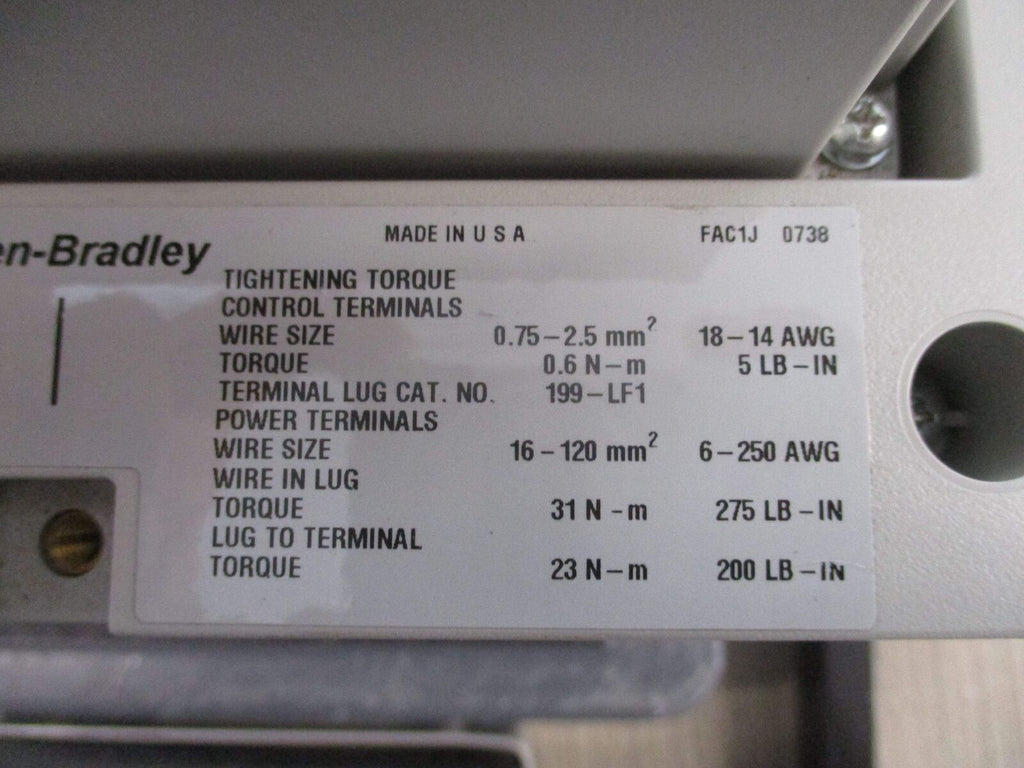 en-Bradley
MADE IN U S A FAC1J 0738
TIGHTENING TORQUE
CONTROL TERMINALS
WIRE SIZE 0.75–2.5 mm² 18–14 AWG
TORQUE 0.6 N–m 5 LB–IN
TERMINAL LUG CAT. NO. 199–LF1
POWER TERMINALS
WIRE SIZE 16–120 mm² 6–250 AWG
WIRE IN LUG
TORQUE 31 N-m 275 LB–IN
LUG TO TERMINAL
TORQUE 23 N–m 200 LB–IN